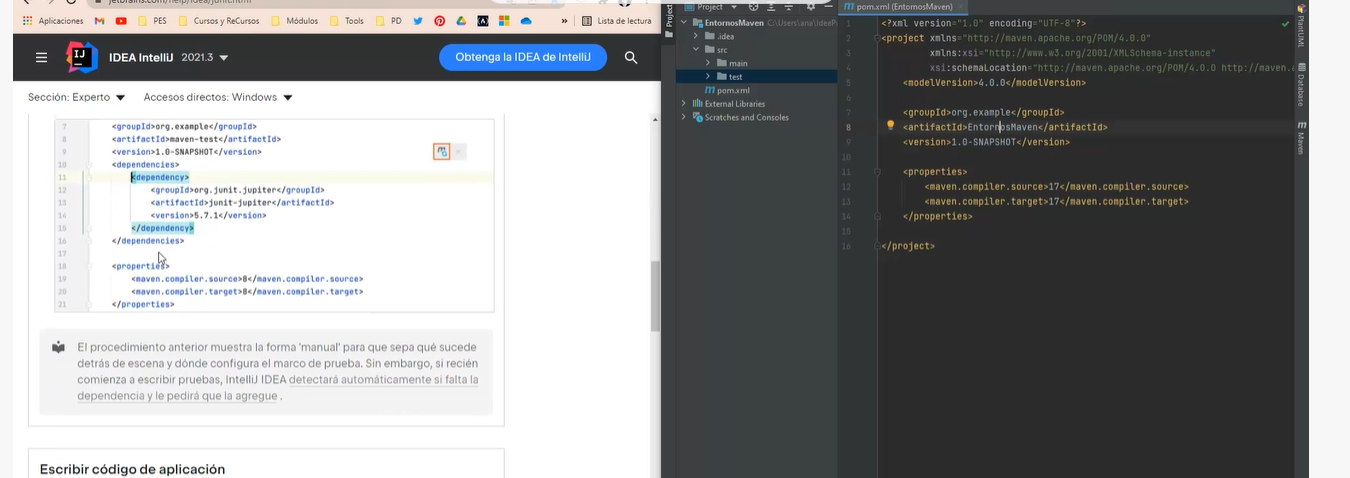 Aplicaciones
PES
Cursos y ReCursos
Módulos
Tools
PD
»
Lista de lectura
IDEA IntelliJ 2021.3
Obtenga la IDEA de IntelliJ
Sección: Experto
Accesos directos: Windows
7 <groupId>org.example</groupId>
8 <artifactId>maven-test</artifactId>
9 <version>1.0-SNAPSHOT</version>
10 <dependencies>
11 <dependency>
12 <groupId>org.junit.jupiter</groupId>
13 <artifactId>junit-jupiter</artifactId>
14 <version>5.7.1</version>
15 </dependency>
16 </dependencies>
17
18 <properties>
19 <maven.compiler.source>8</maven.compiler.source>
20 <maven.compiler.target>8</maven.compiler.target>
21 </properties>
El procedimiento anterior muestra la forma 'manual' para que sepa qué sucede
detrás de escena y dónde configura el marco de prueba. Sin embargo, si recién
comienza a escribir pruebas, IntelliJ IDEA detectará automáticamente si falta la
dependencia y le pedirá que la agregue .
Escribir código de aplicación
Project
Project
EntornosMaven C:\Users\ana\IdeaP
.idea
src
main
test
pom.xml
External Libraries
Scratches and Consoles
pom.xml (EntornosMaven)
1 <?xml version="1.0" encoding="UTF-8"?>
2 <project xmlns="http://maven.apache.org/POM/4.0.0"
3 xmlns:xsi="http://www.w3.org/2001/XMLSchema-instance"
4 xsi:schemaLocation="http://maven.apache.org/POM/4.0.0 http://maven.a
5 <modelVersion>4.0.0</modelVersion>
6
7 <groupId>org.example</groupId>
8 <artifactId>EntornosMaven</artifactId>
9 <version>1.0-SNAPSHOT</version>
10
11 <properties>
12 <maven.compiler.source>17</maven.compiler.source>
13 <maven.compiler.target>17</maven.compiler.target>
14 </properties>
15
16 </project>
PlantUML
Database
Maven